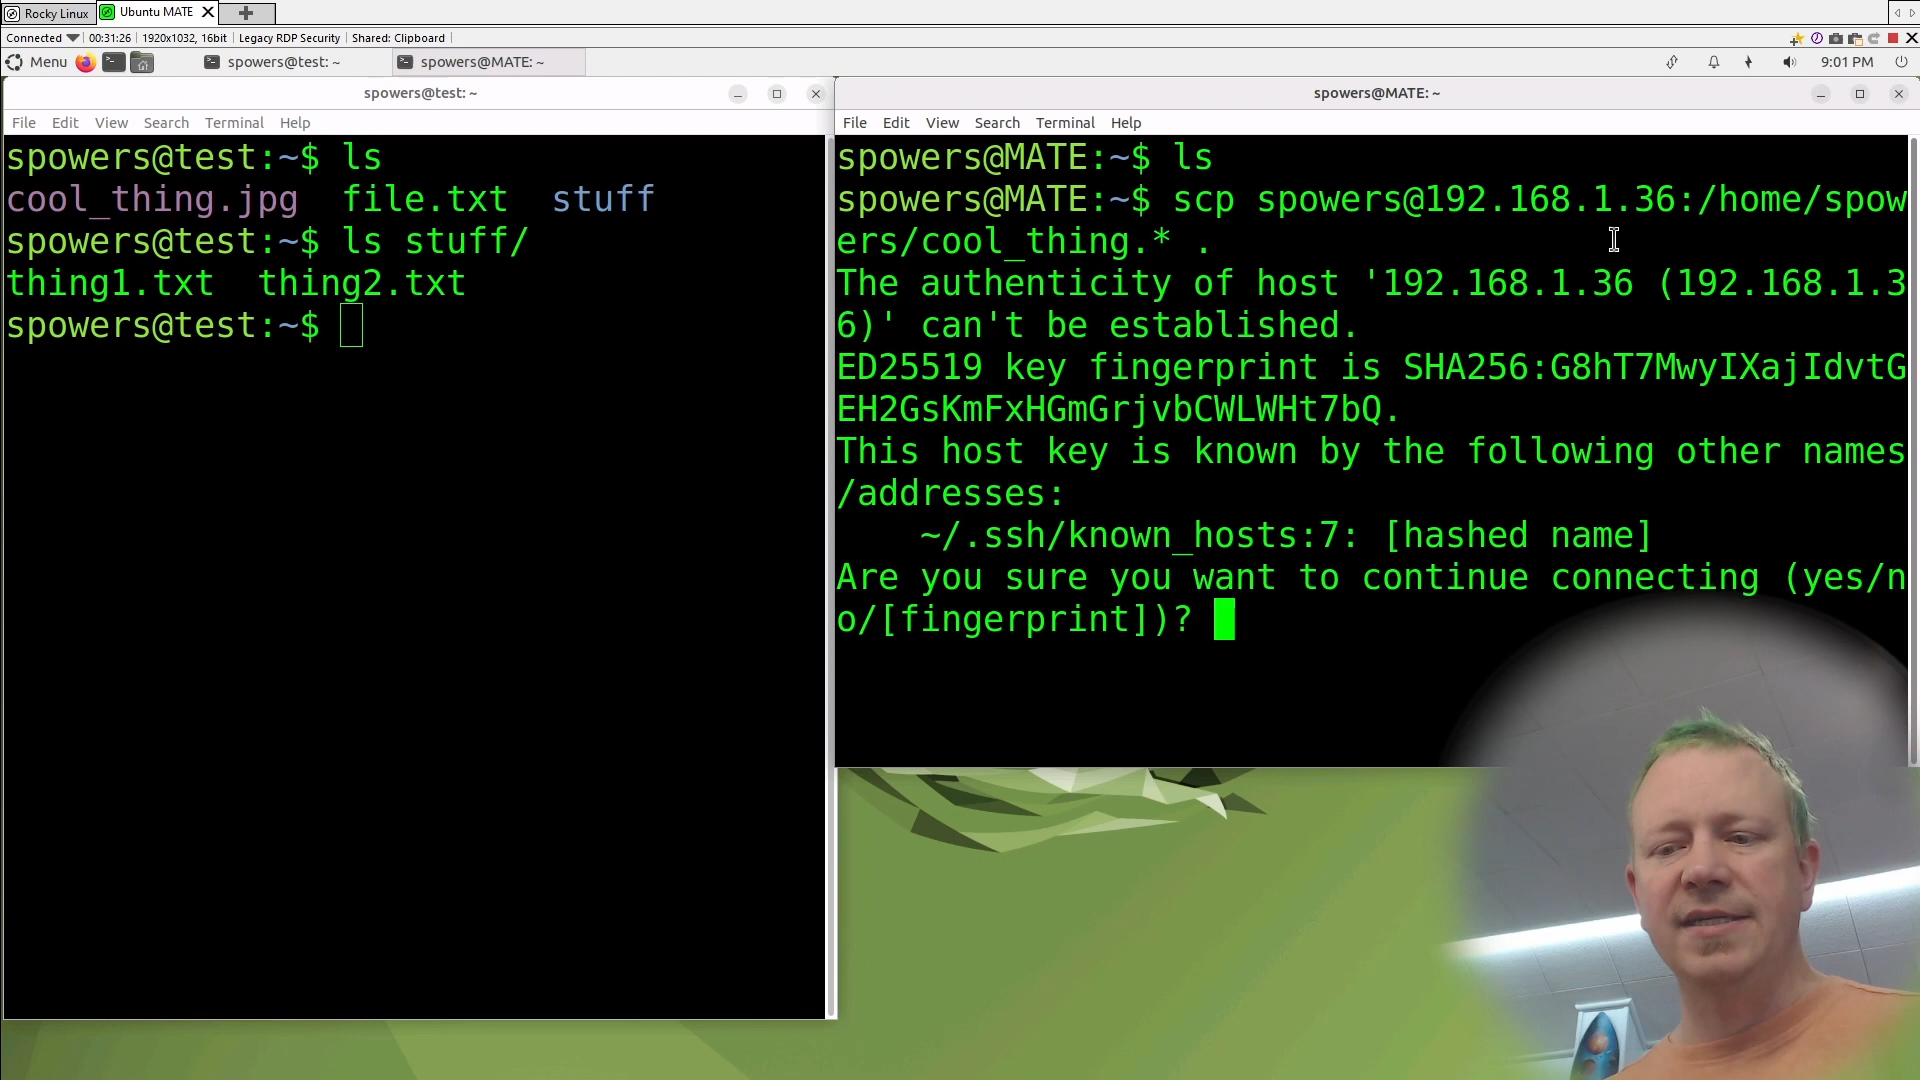 Rocky Linux
Ubuntu MATE
Connected
00:31:26
1920x1032, 16bit
Legacy RDP Security
Shared: Clipboard
Menu
spowers@test: ~
spowers@MATE: ~
9:01 PM
spowers@test: ~
File Edit View Search Terminal Help
spowers@test:~$ ls
cool_thing.jpg file.txt stuff
spowers@test:~$ ls stuff/
thing1.txt thing2.txt
spowers@test:~$
spowers@MATE: ~
File Edit View Search Terminal Help
spowers@MATE:~$ ls
spowers@MATE:~$ scp spowers@192.168.1.36:/home/spow
ers/cool_thing.* .
The authenticity of host '192.168.1.36 (192.168.1.3
6)' can't be established.
ED25519 key fingerprint is SHA256:G8hT7MwyIXajIdvtG
EH2GsKmFxHGmGrjvbCWLWHt7bQ.
This host key is known by the following other names
/addresses:
~/.ssh/known_hosts:7: [hashed name]
Are you sure you want to continue connecting (yes/n
o/[fingerprint])?